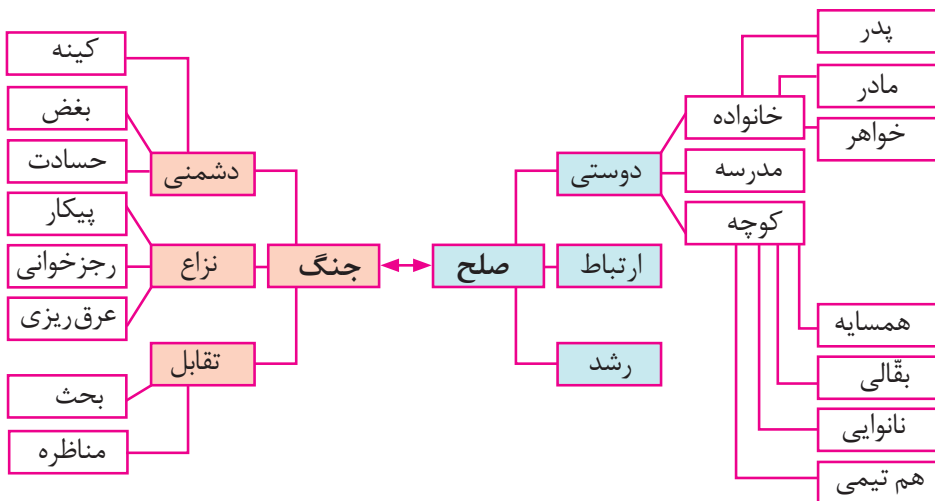 پدر
مادر
خواهر
خانواده
مدرسه
کوچه
همسایه
بقّالی
نانوایی
هم تیمی
دوستی
ارتباط
رشد
صلح
جنگ
دشمنی
نزاع
تقابل
کینه
بغض
حسادت
پیکار
رجزخوانی
عرق‌ریزی
بحث
مناظره